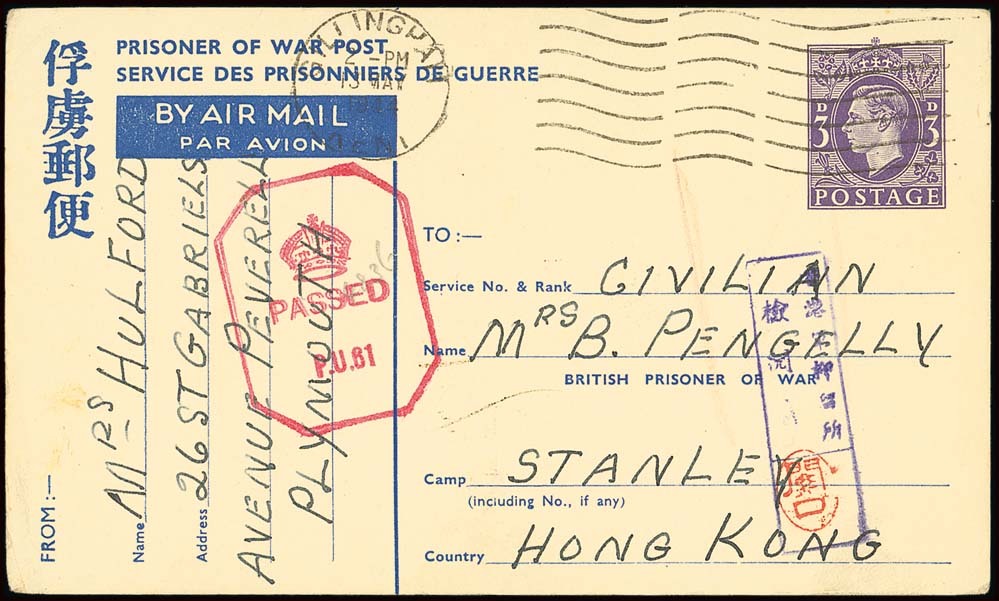 俘虜郵便
PRISONER OF WAR POST
SERVICE DES PRISONNIERS DE GUERRE
BY AIR MAIL
PAR AVION
2 - PM
13 MAY
D 3
D 3
POSTAGE
PASSED
P.U.61
FROM :—
Name MRS HULFORD
Address 26 ST GABRIELS
AVENUE PEVERELL
PLYMOUTH
TO :—
Service No. & Rank CIVILIAN
Name MRS B. PENGELLY
BRITISH PRISONER OF WAR
Camp STANLEY
(including No., if any)
Country HONG KONG